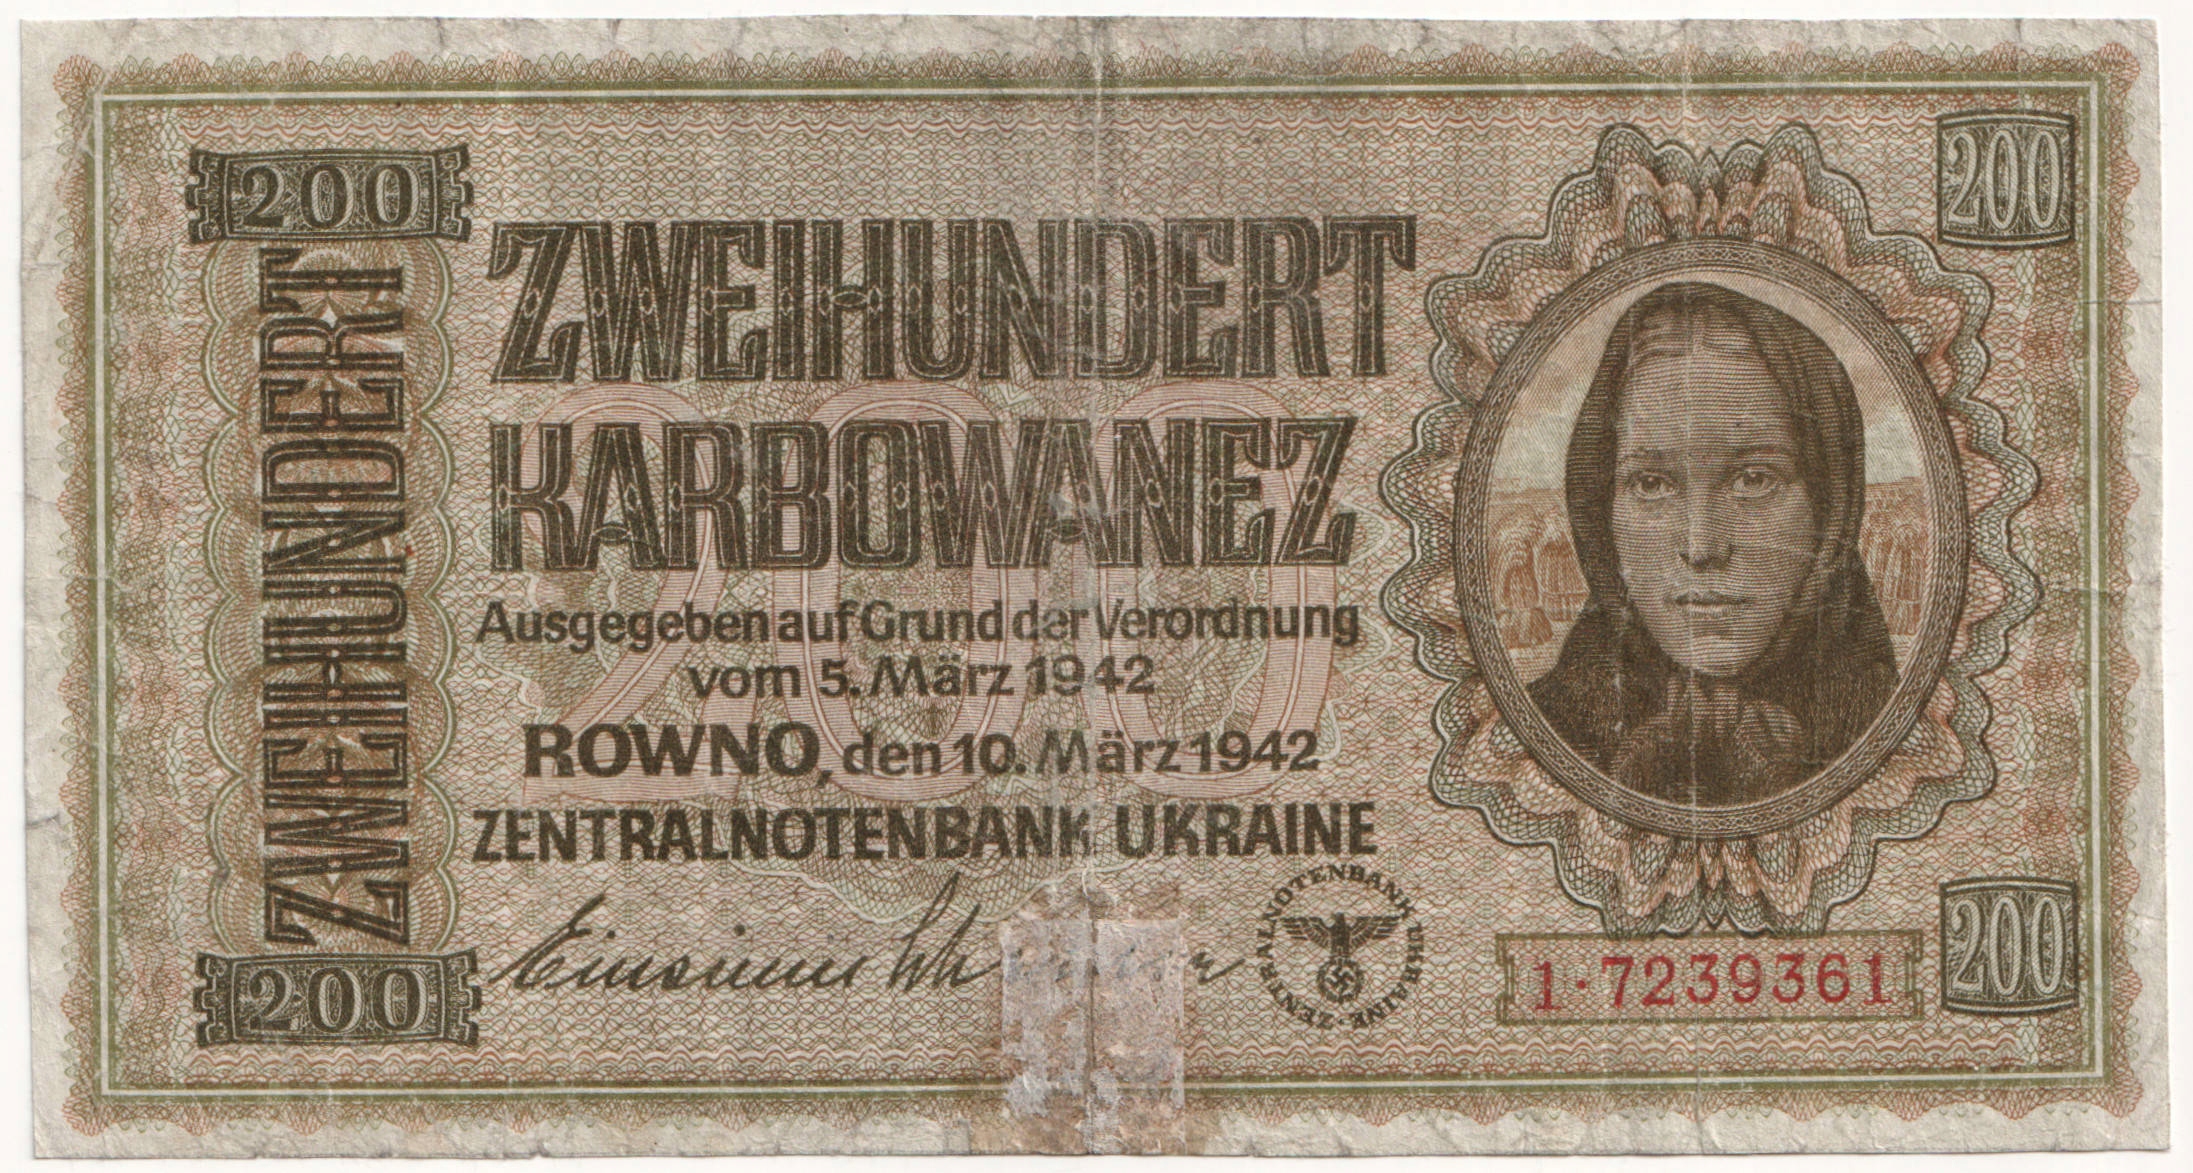 200
200
ZWEIHUNDERT
ZWEIHUNDERT
KARBOWANEZ
200
Ausgegeben auf Grund der Verordnung
vom 5. März 1942
ROWNO, den 10. März 1942
ZENTRALNOTENBANK UKRAINE
ZENTRALNOTENBANK UKRAINE
1·7239361
200
200